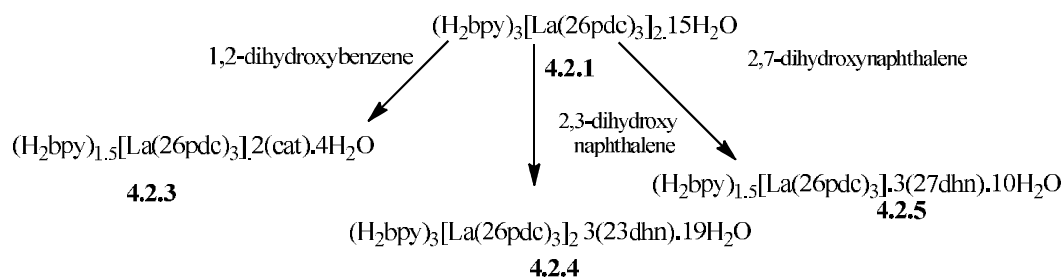 (H₂bpy)₃[La(26pdc)₃]₂.15H₂O
4.2.1
1,2-dihydroxybenzene
2,7-dihydroxynaphthalene
2,3-dihydroxy
naphthalene
(H₂bpy)₁.₅[La(26pdc)₃].2(cat).4H₂O
4.2.3
(H₂bpy)₁.₅[La(26pdc)₃].3(27dhn).10H₂O
4.2.5
(H₂bpy)₃[La(26pdc)₃]₂ 3(23dhn).19H₂O
4.2.4